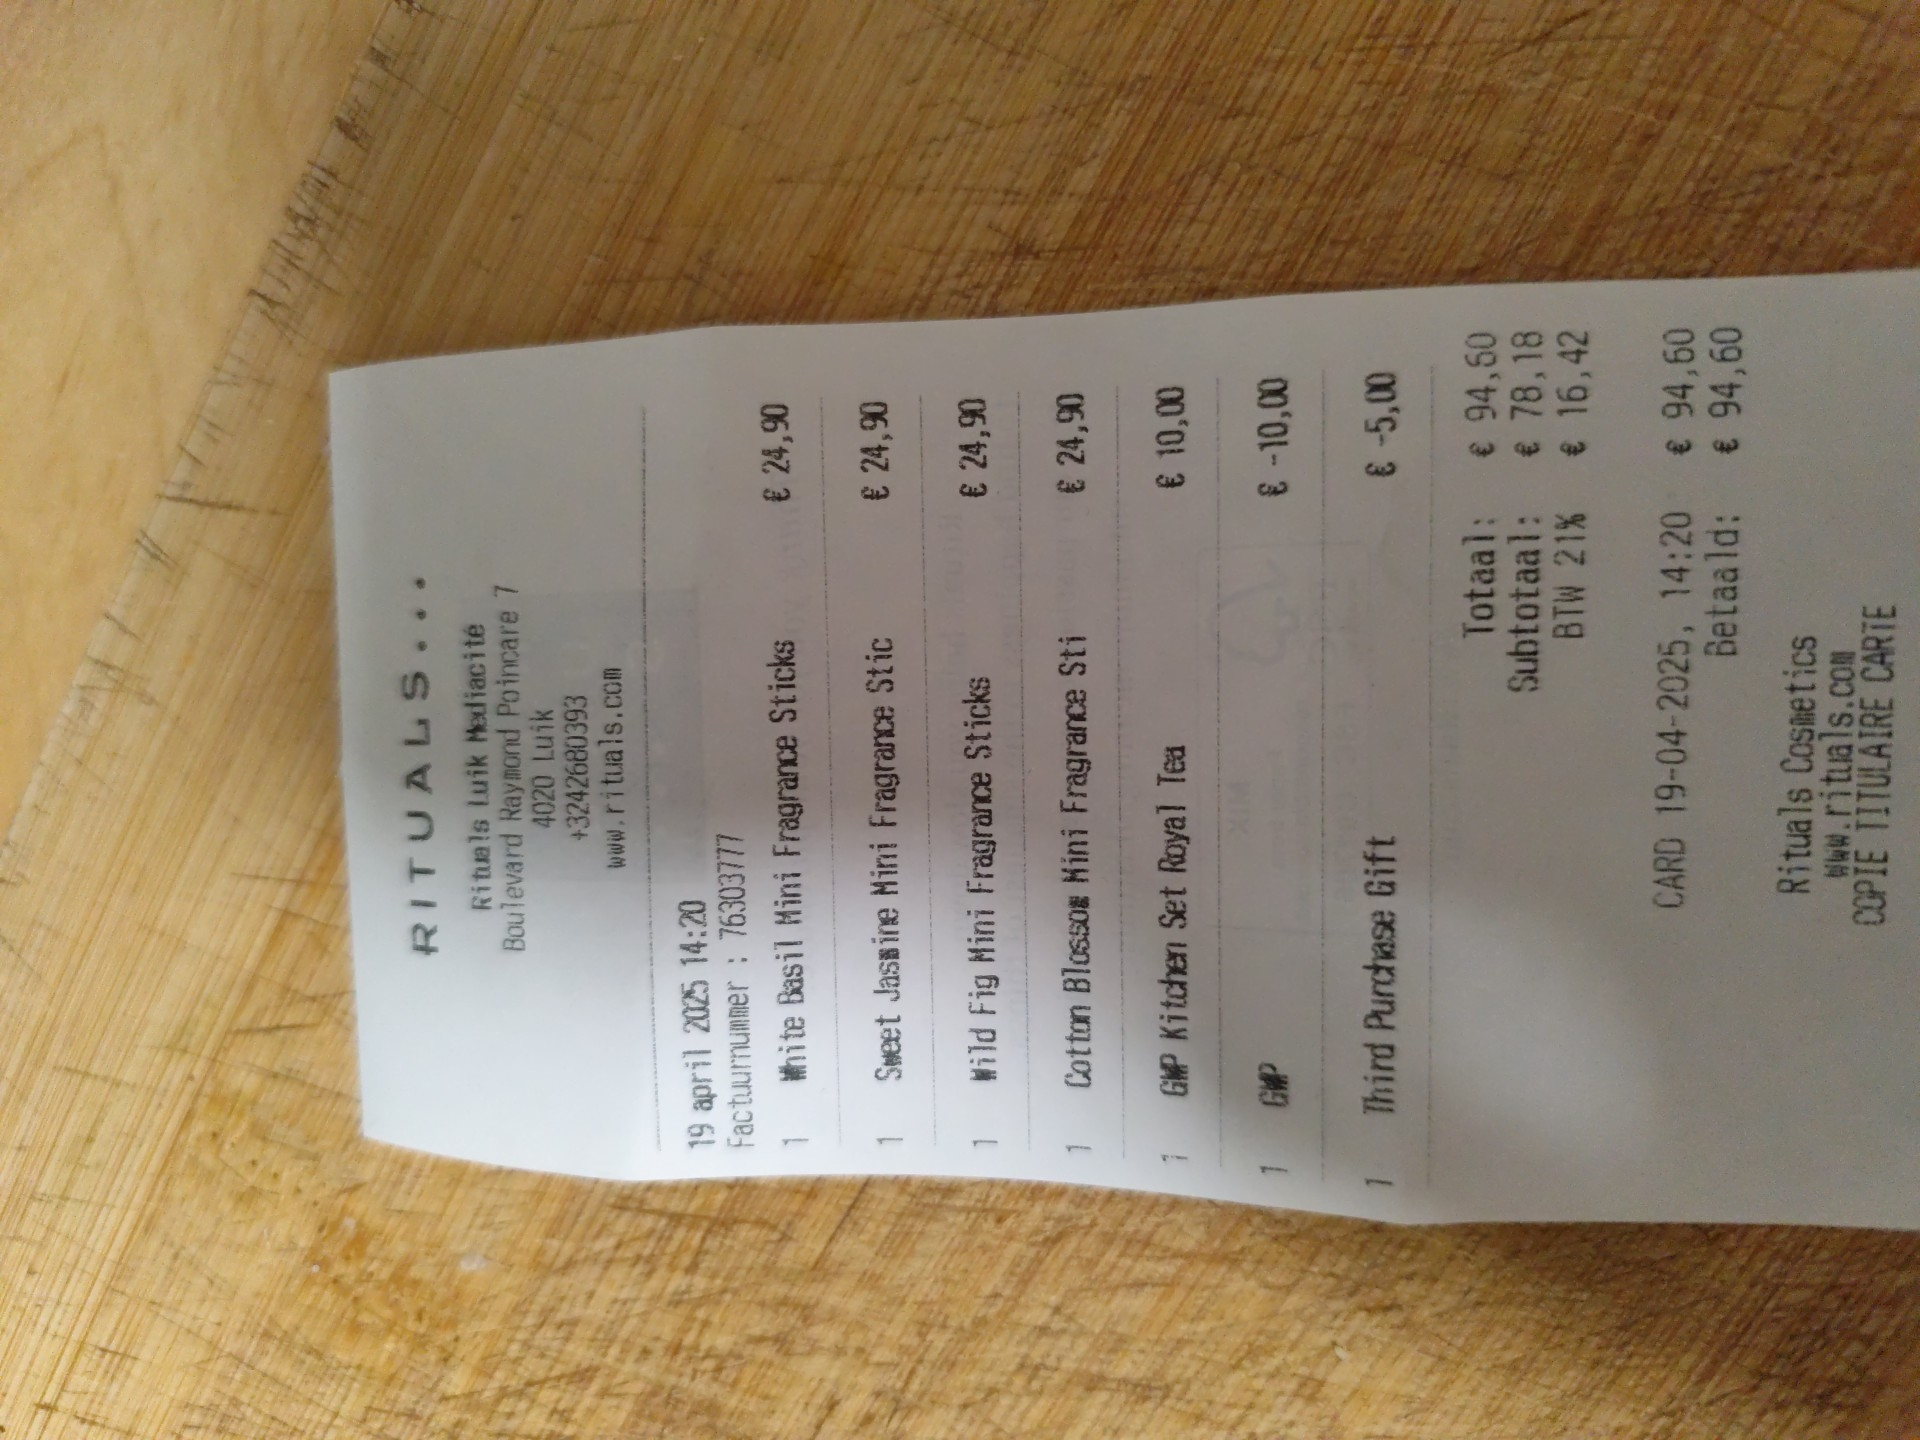 RITUALS...
Rituals Luik Mediacité
Boulevard Raymond Poincare 7
4020 Luik
+3242680393
www.rituals.com
19 april 2025 14:20
Factuurnummer : 76303777
1 White Basil Mini Fragrance Sticks € 24,90
1 Sweet Jasmine Mini Fragrance Stic € 24,90
1 Wild Fig Mini Fragrance Sticks € 24,90
1 Cotton Blossom Mini Fragrance Sti € 24,90
1 GWP Kitchen Set Royal Tea € 10,00
1 GWP € -10,00
1 Third Purchase Gift € -5,00
Totaal: € 94,60
Subtotaal: € 78,18
BTW 21% € 16,42
CARD 19-04-2025, 14:20 € 94,60
Betaald: € 94,60
Rituals Cosmetics
www.rituals.com
COPIE TITULAIRE CARTE